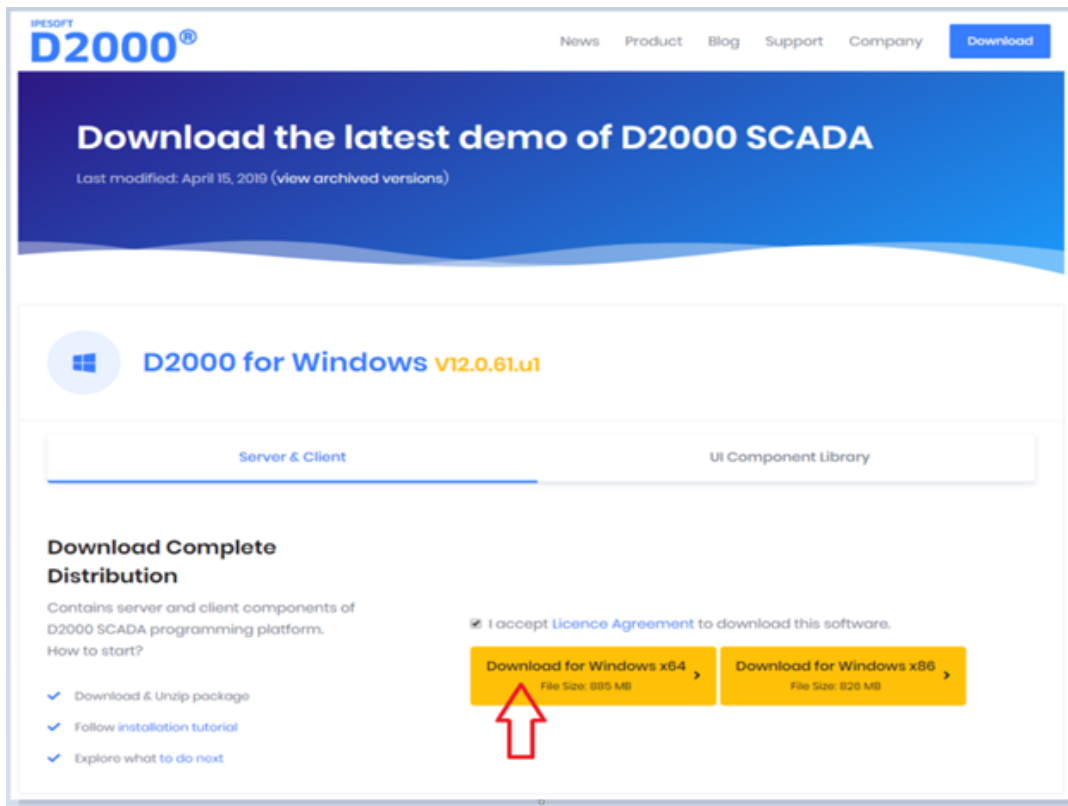 IPESOFT
D2000®
News Product Blog Support Company Download
Download the latest demo of D2000 SCADA
Last modified: April 15, 2019 (view archived versions)
D2000 for Windows V12.0.61.u1
Server & Client
UI Component Library
Download Complete
Distribution
Contains server and client components of
D2000 SCADA programming platform.
How to start?
Download & Unzip package
Follow installation tutorial
Explore what to do next
I accept Licence Agreement to download this software.
Download for Windows x64
File Size: 885 MB
Download for Windows x86
File Size: 826 MB